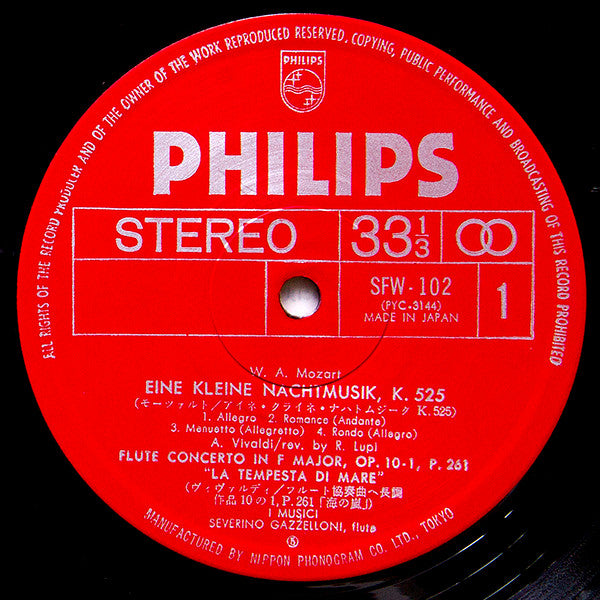 ALL RIGHTS OF THE RECORD PRODUCER AND OF THE OWNER OF THE WORK REPRODUCED RESERVED. COPYING, PUBLIC PERFORMANCE AND BROADCASTING OF THIS RECORD PROHIBITED
PHILIPS
PHILIPS
STEREO 33 1/3
SFW-102 1
(PYC-3144)
MADE IN JAPAN
W. A. Mozart
EINE KLEINE NACHTMUSIK, K. 525
(モーツァルト/アイネ・クライネ・ナハトムジーク K. 525)
1. Allegro 2. Romance (Andante)
3. Menuetto (Allegretto) 4. Rondo (Allegro)
A. Vivaldi/rev. by R. Lupi
FLUTE CONCERTO IN F MAJOR, OP. 10-1, P. 261
"LA TEMPESTA DI MARE"
(ヴィヴァルディ/フルート協奏曲ヘ長調
作品10の1, P. 261「海の嵐」)
I MUSICI
SEVERINO GAZZELLONI, flute
⑤
MANUFACTURED BY NIPPON PHONOGRAM CO. LTD., TOKYO